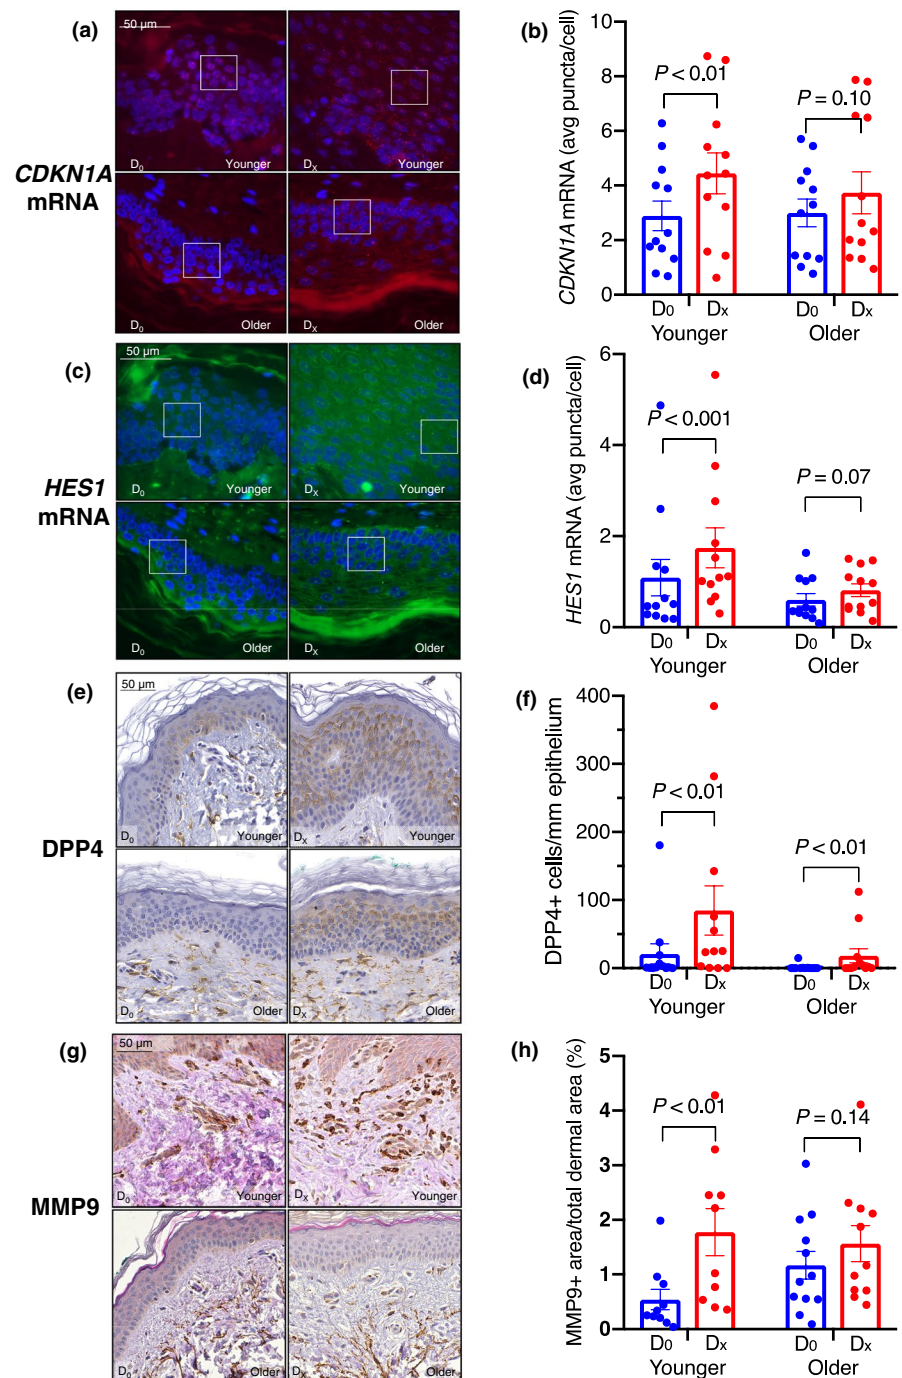 (a)
50 µm
D0
Younger
DX
Younger
CDKN1A
mRNA
D0
Older
DX
Older
(b)
CDKN1A mRNA (avg puncta/cell)
10
8
6
4
2
0
P < 0.01
P = 0.10
D0 Dx D0 Dx
Younger Older
(c)
50 µm
D0
Younger
DX
Younger
HES1
mRNA
D0
Older
DX
Older
(d)
HES1 mRNA (avg puncta/cell)
6
4
2
0
P < 0.001
P = 0.07
D0 Dx D0 Dx
Younger Older
(e)
50 µm
D0
Younger
DX
Younger
DPP4
D0
Older
DX
Older
(f)
DPP4+ cells/mm epithelium
400
300
200
100
0
P < 0.01
P < 0.01
D0 Dx D0 Dx
Younger Older
(g)
50 µm
D0
Younger
DX
Younger
MMP9
D0
Older
DX
Older
(h)
MMP9+ area/total dermal area (%)
5
4
3
2
1
0
P < 0.01
P = 0.14
D0 Dx D0 Dx
Younger Older